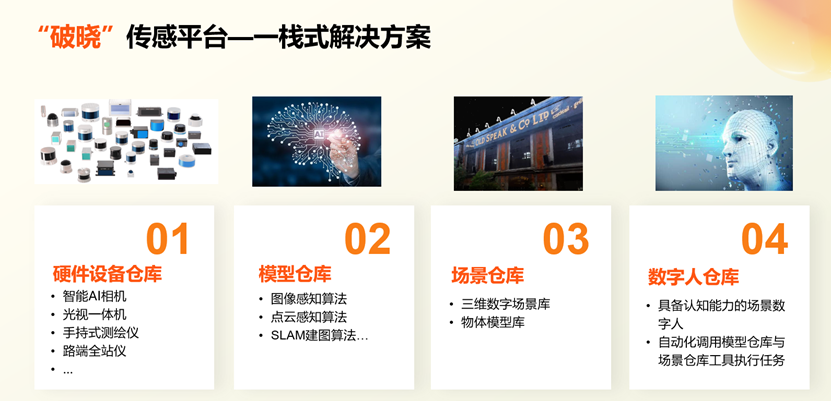 “破晓”传感平台—一栈式解决方案
AI
OLD SPEAK & CO LTD
01
硬件设备仓库
• 智能AI相机
• 光视一体机
• 手持式测绘仪
• 路端全站仪
• ...
02
模型仓库
• 图像感知算法
• 点云感知算法
• SLAM建图算法…
03
场景仓库
• 三维数字场景库
• 物体模型库
04
数字人仓库
• 具备认知能力的场景数
字人
• 自动化调用模型仓库与
场景仓库工具执行任务